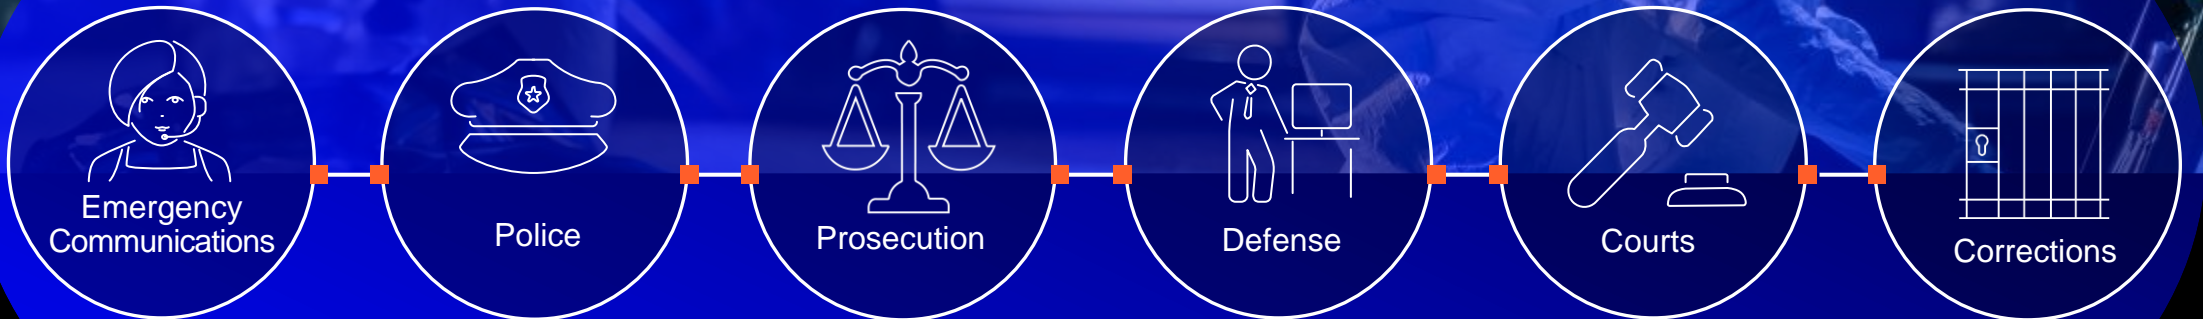 Emergency
Communications
Police
Prosecution
Defense
Courts
Corrections